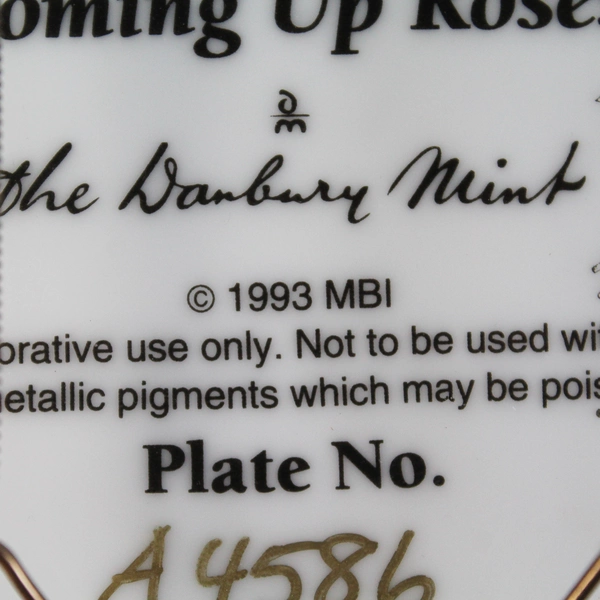 oming Up Roses
dm
the Danbury Mint
© 1993 MBI
orative use only. Not to be used wit
etallic pigments which may be pois
Plate No.
A4586